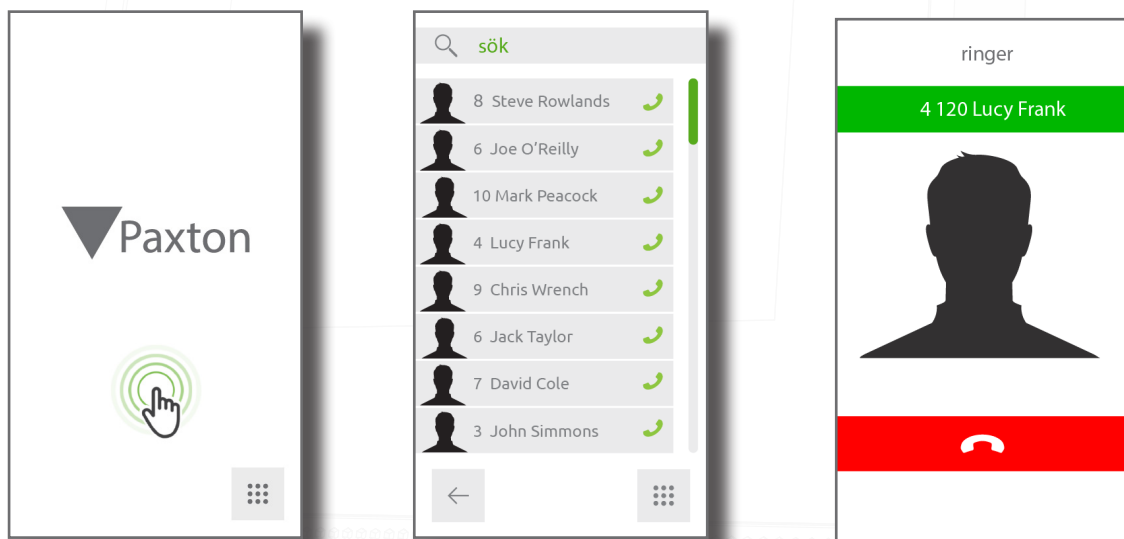 Paxton
sök
8 Steve Rowlands
6 Joe O'Reilly
10 Mark Peacock
4 Lucy Frank
9 Chris Wrench
6 Jack Taylor
7 David Cole
3 John Simmons
ringer
4 120 Lucy Frank